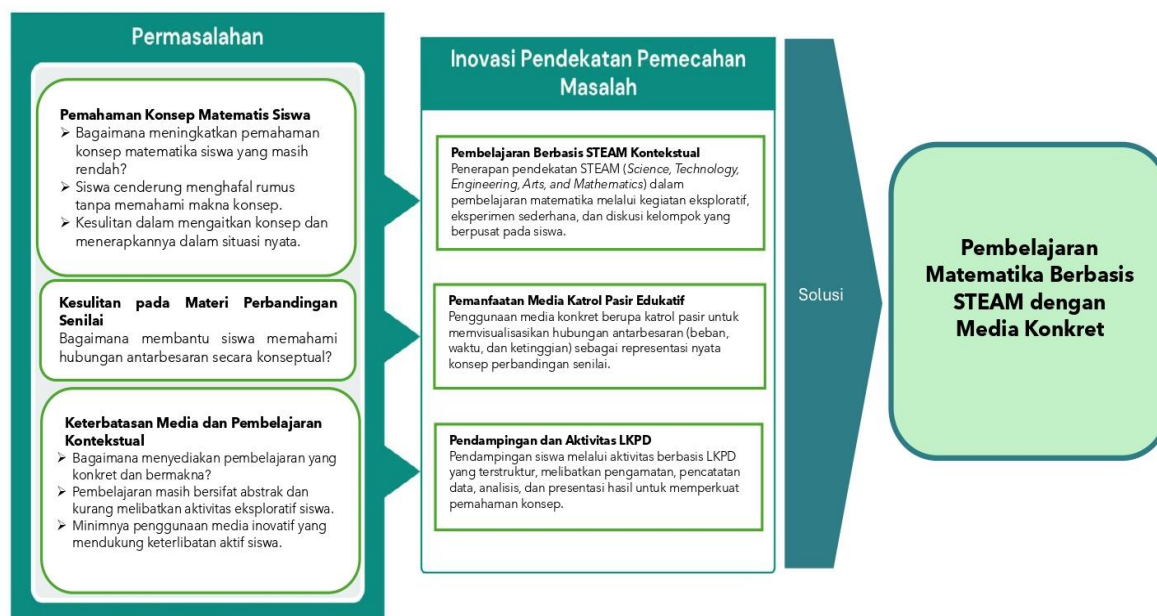 Permasalahan
Pemahaman Konsep Matematis Siswa
➢ Bagaimana meningkatkan pemahaman
konsep matematika siswa yang masih
rendah?
➢ Siswa cenderung menghafal rumus
tanpa memahami makna konsep.
➢ Kesulitan dalam mengaitkan konsep dan
menerapkannya dalam situasi nyata.
Kesulitan pada Materi Perbandingan
Senilai
Bagaimana membantu siswa memahami
hubungan antarbesaran secara konseptual?
Keterbatasan Media dan Pembelajaran
Kontekstual
➢ Bagaimana menyediakan pembelajaran yang
konkret dan bermakna?
➢ Pembelajaran masih bersifat abstrak dan
kurang melibatkan aktivitas eksploratif siswa.
➢ Minimnya penggunaan media inovatif yang
mendukung keterlibatan aktif siswa.
Inovasi Pendekatan Pemecahan
Masalah
Pembelajaran Berbasis STEAM Kontekstual
Penerapan pendekatan STEAM (Science, Technology,
Engineering, Arts, and Mathematics) dalam
pembelajaran matematika melalui kegiatan eksploratif,
eksperimen sederhana, dan diskusi kelompok yang
berpusat pada siswa.
Pemanfaatan Media Katrol Pasir Edukatif
Penggunaan media konkret berupa katrol pasir untuk
memvisualisasikan hubungan antarbesaran (beban,
waktu, dan ketinggian) sebagai representasi nyata
konsep perbandingan senilai.
Pendampingan dan Aktivitas LKPD
Pendampingan siswa melalui aktivitas berbasis LKPD
yang terstruktur, melibatkan pengamatan, pencatatan
data, analisis, dan presentasi hasil untuk memperkuat
pemahaman konsep.
Solusi
Pembelajaran
Matematika Berbasis
STEAM dengan
Media Konkret